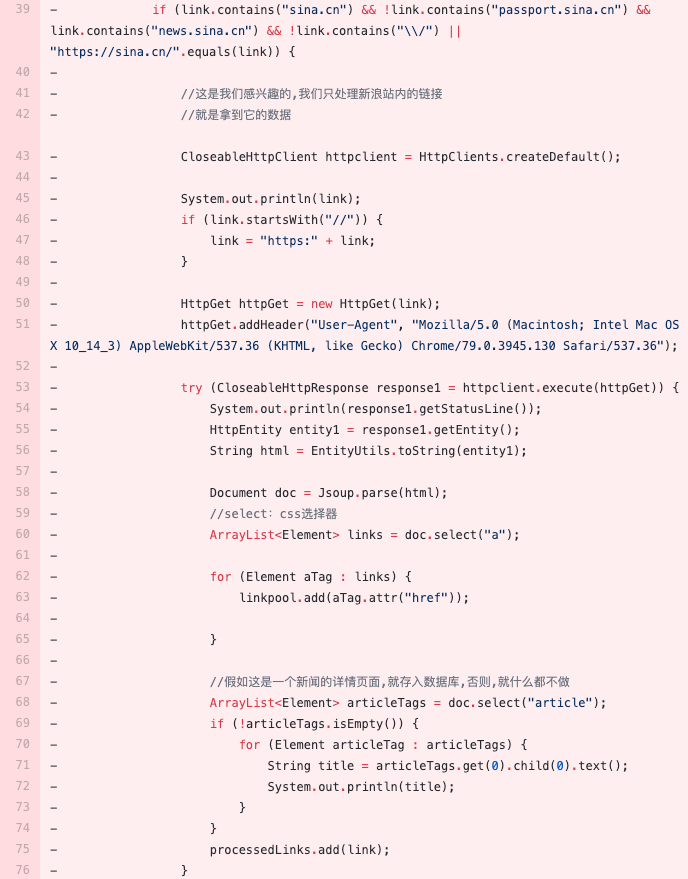 39 −             if (link.contains("sina.cn") && !link.contains("passport.sina.cn") &&
link.contains("news.sina.cn") && !link.contains("\\/") ||
"https://sina.cn/".equals(link)) {
40 −
41 −                 //这是我们感兴趣的,我们只处理新浪站内的链接
42 −                 //就是拿到它的数据
43 −                 CloseableHttpClient httpclient = HttpClients.createDefault();
44 −
45 −                 System.out.println(link);
46 −                 if (link.startsWith("//")) {
47 −                     link = "https:" + link;
48 −                 }
49 −
50 −                 HttpGet httpGet = new HttpGet(link);
51 −                 httpGet.addHeader("User-Agent", "Mozilla/5.0 (Macintosh; Intel Mac OS
X 10_14_3) AppleWebKit/537.36 (KHTML, like Gecko) Chrome/79.0.3945.130 Safari/537.36");
52 −
53 −                 try (CloseableHttpResponse response1 = httpclient.execute(httpGet)) {
54 −                     System.out.println(response1.getStatusLine());
55 −                     HttpEntity entity1 = response1.getEntity();
56 −                     String html = EntityUtils.toString(entity1);
57 −
58 −                     Document doc = Jsoup.parse(html);
59 −                     //select：css选择器
60 −                     ArrayList<Element> links = doc.select("a");
61 −
62 −                     for (Element aTag : links) {
63 −                         linkpool.add(aTag.attr("href"));
64 −
65 −                     }
66 −
67 −                     //假如这是一个新闻的详情页面,就存入数据库,否则,就什么都不做
68 −                     ArrayList<Element> articleTags = doc.select("article");
69 −                     if (!articleTags.isEmpty()) {
70 −                         for (Element articleTag : articleTags) {
71 −                             String title = articleTags.get(0).child(0).text();
72 −                             System.out.println(title);
73 −                         }
74 −                     }
75 −                     processedLinks.add(link);
76 −                 }